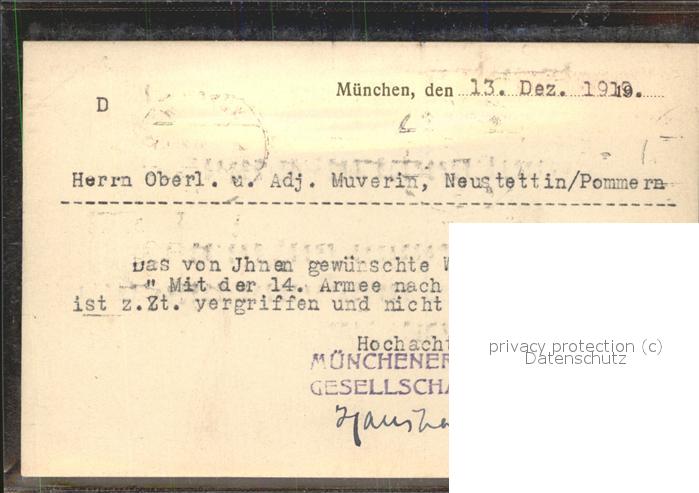 München, den 13. Dez. 1919.
D
Herrn Oberl. u. Adj. Muverin, Neustettin/Pommern
Das von Jhnen gewünschte W
" Mit der 14. Armee nach
ist z.Zt. vergriffen und nicht
privacy protection (c)
Datenschutz
Hochacht
MÜNCHENER
GESELLSCHA